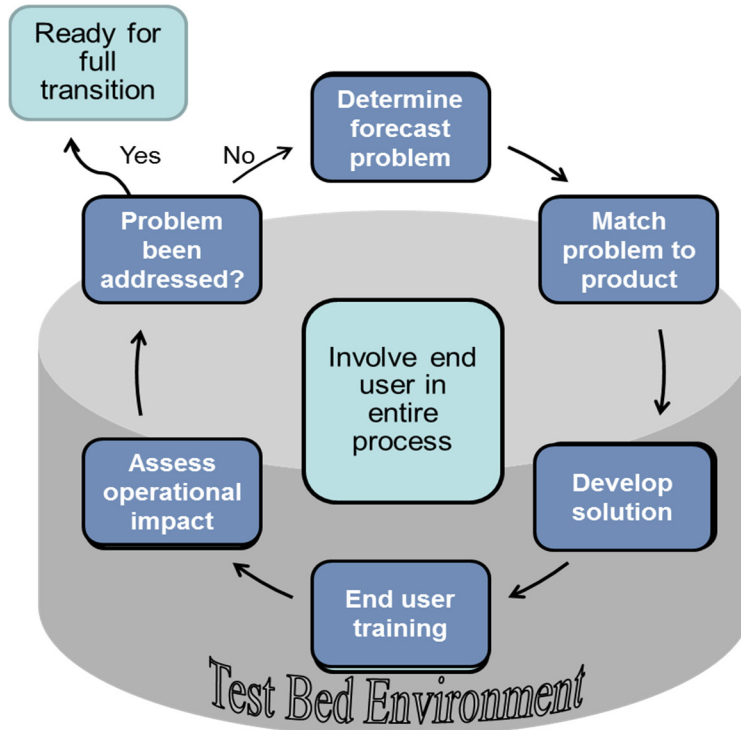 Ready for
full
transition
Yes
No
Determine
forecast
problem
Problem
been
addressed?
Match
problem to
product
Involve end
user in
entire
process
Assess
operational
impact
Develop
solution
End user
training
Test Bed Environment